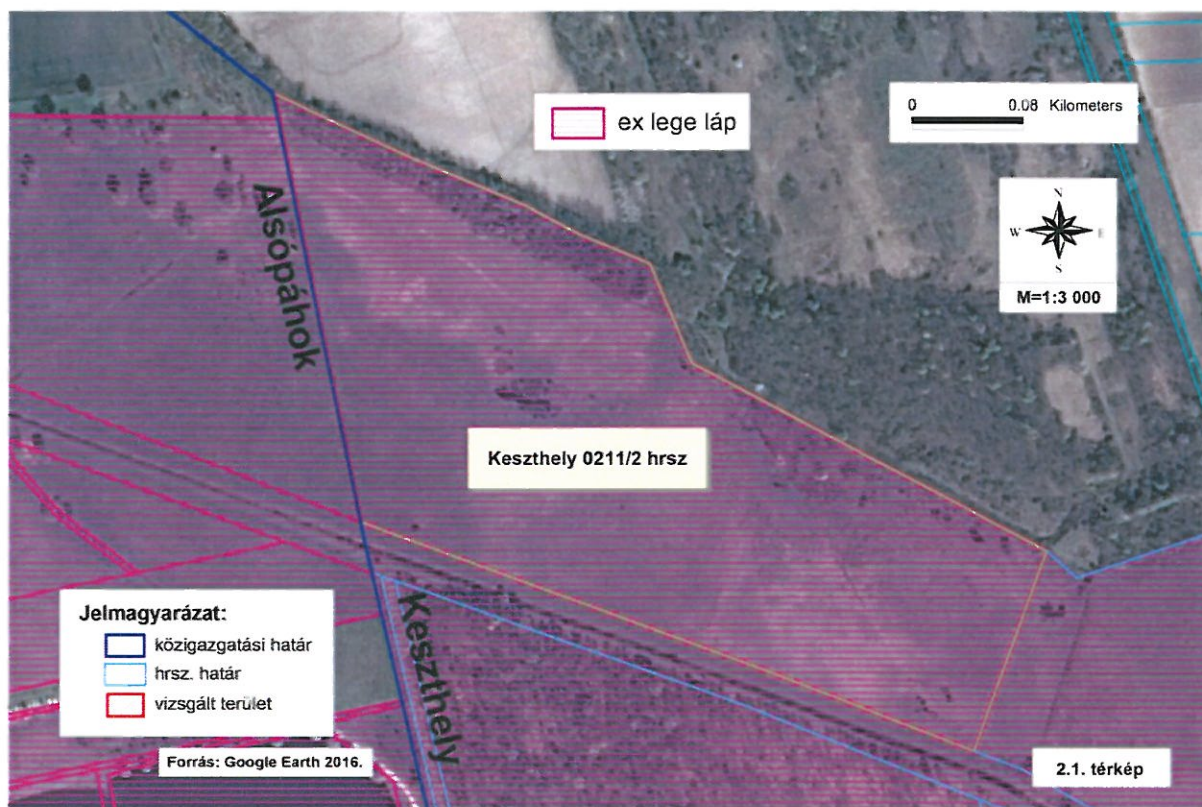 ex lege láp
0 0.08 Kilometers
N
W E
S
M=1:3 000
Alsópáhok
Keszthely 0211/2 hrsz
Keszthely
Jelmagyarázat:
közigazgatási határ
hrsz. határ
vizsgált terület
Forrás: Google Earth 2016.
2.1. térkép